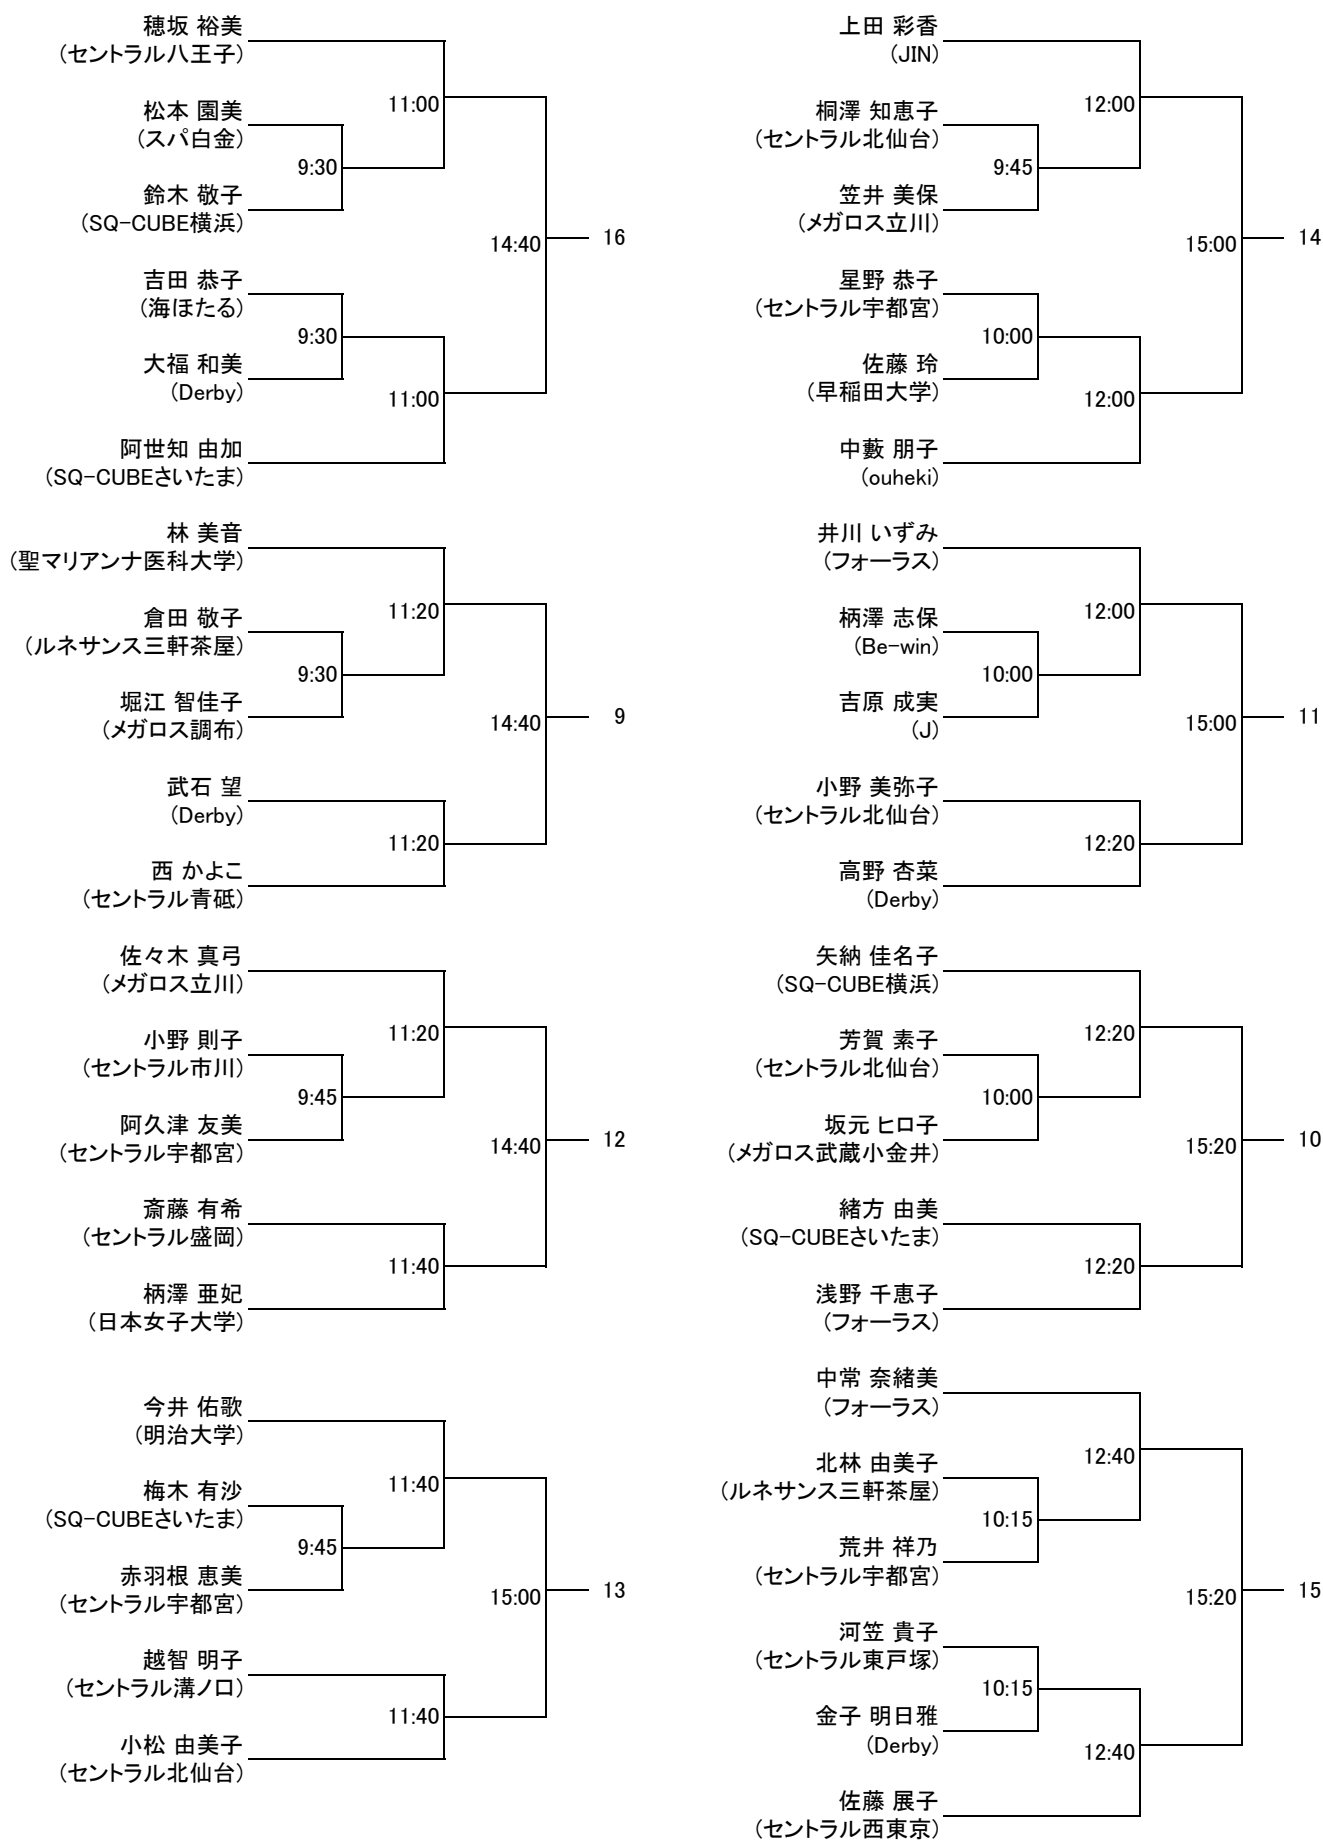 穂坂 裕美
(セントラル八王子)
11:00
松本 園美
(スパ白金)
9:30
鈴木 敬子
(SQ-CUBE横浜)
14:40
16
吉田 恭子
(海ほたる)
9:30
大福 和美
(Derby)
11:00
阿世知 由加
(SQ-CUBEさいたま)
林 美音
(聖マリアンナ医科大学)
11:20
倉田 敬子
(ルネサンス三軒茶屋)
9:30
堀江 智佳子
(メガロス調布)
14:40
9
武石 望
(Derby)
11:20
西 かよこ
(セントラル青砥)
佐々木 真弓
(メガロス立川)
11:20
小野 則子
(セントラル市川)
9:45
阿久津 友美
(セントラル宇都宮)
14:40
12
斎藤 有希
(セントラル盛岡)
11:40
柄澤 亜妃
(日本女子大学)
今井 佑歌
(明治大学)
11:40
梅木 有沙
(SQ-CUBEさいたま)
9:45
赤羽根 恵美
(セントラル宇都宮)
15:00
13
越智 明子
(セントラル溝ノ口)
11:40
小松 由美子
(セントラル北仙台)
上田 彩香
(JIN)
12:00
桐澤 知恵子
(セントラル北仙台)
9:45
笠井 美保
(メガロス立川)
15:00
14
星野 恭子
(セントラル宇都宮)
10:00
佐藤 玲
(早稲田大学)
12:00
中藪 朋子
(ouheki)
井川 いずみ
(フォーラス)
12:00
柄澤 志保
(Be-win)
10:00
吉原 成実
(J)
15:00
11
小野 美弥子
(セントラル北仙台)
12:20
高野 杏菜
(Derby)
矢納 佳名子
(SQ-CUBE横浜)
12:20
芳賀 素子
(セントラル北仙台)
10:00
坂元 ヒロ子
(メガロス武蔵小金井)
15:20
10
緒方 由美
(SQ-CUBEさいたま)
12:20
浅野 千恵子
(フォーラス)
中常 奈緒美
(フォーラス)
12:40
北林 由美子
(ルネサンス三軒茶屋)
10:15
荒井 祥乃
(セントラル宇都宮)
15:20
15
河笠 貴子
(セントラル東戸塚)
10:15
金子 明日雅
(Derby)
12:40
佐藤 展子
(セントラル西東京)